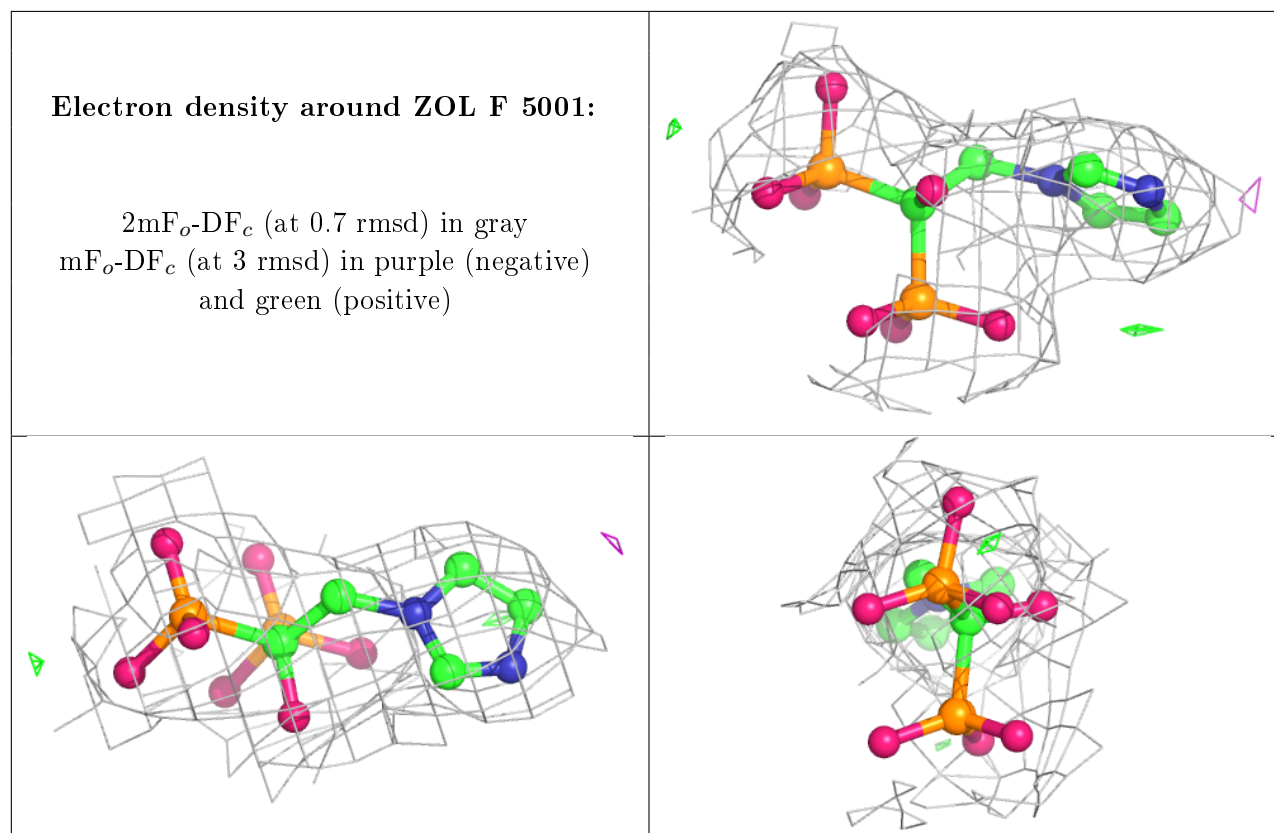 Electron density around ZOL F 5001:
2mFo-DFc (at 0.7 rmsd) in gray
mFo-DFc (at 3 rmsd) in purple (negative)
and green (positive)